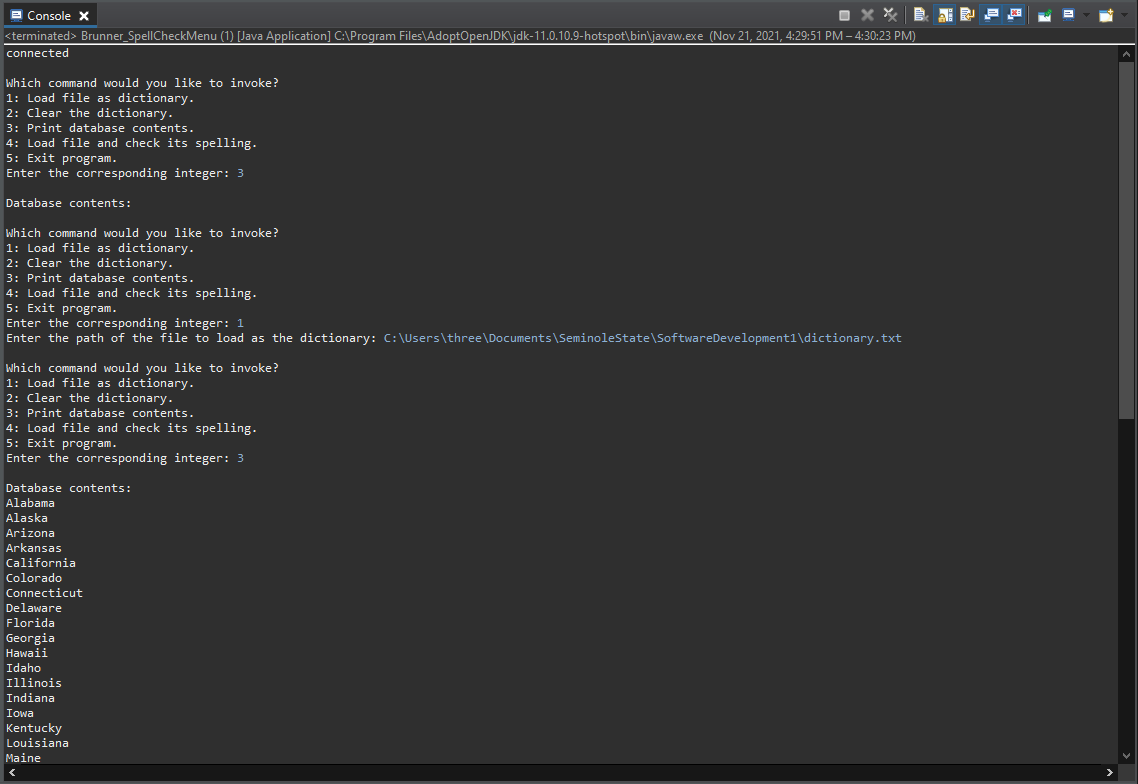 Console
<terminated> Brunner_SpellCheckMenu (1) [Java Application] C:\Program Files\AdoptOpenJDK\jdk-11.0.10.9-hotspot\bin\javaw.exe (Nov 21, 2021, 4:29:51 PM – 4:30:23 PM)
connected
Which command would you like to invoke?
1: Load file as dictionary.
2: Clear the dictionary.
3: Print database contents.
4: Load file and check its spelling.
5: Exit program.
Enter the corresponding integer: 3
Database contents:
Which command would you like to invoke?
1: Load file as dictionary.
2: Clear the dictionary.
3: Print database contents.
4: Load file and check its spelling.
5: Exit program.
Enter the corresponding integer: 1
Enter the path of the file to load as the dictionary: C:\Users\three\Documents\SeminoleState\SoftwareDevelopment1\dictionary.txt
Which command would you like to invoke?
1: Load file as dictionary.
2: Clear the dictionary.
3: Print database contents.
4: Load file and check its spelling.
5: Exit program.
Enter the corresponding integer: 3
Database contents:
Alabama
Alaska
Arizona
Arkansas
California
Colorado
Connecticut
Delaware
Florida
Georgia
Hawaii
Idaho
Illinois
Indiana
Iowa
Kentucky
Louisiana
Maine